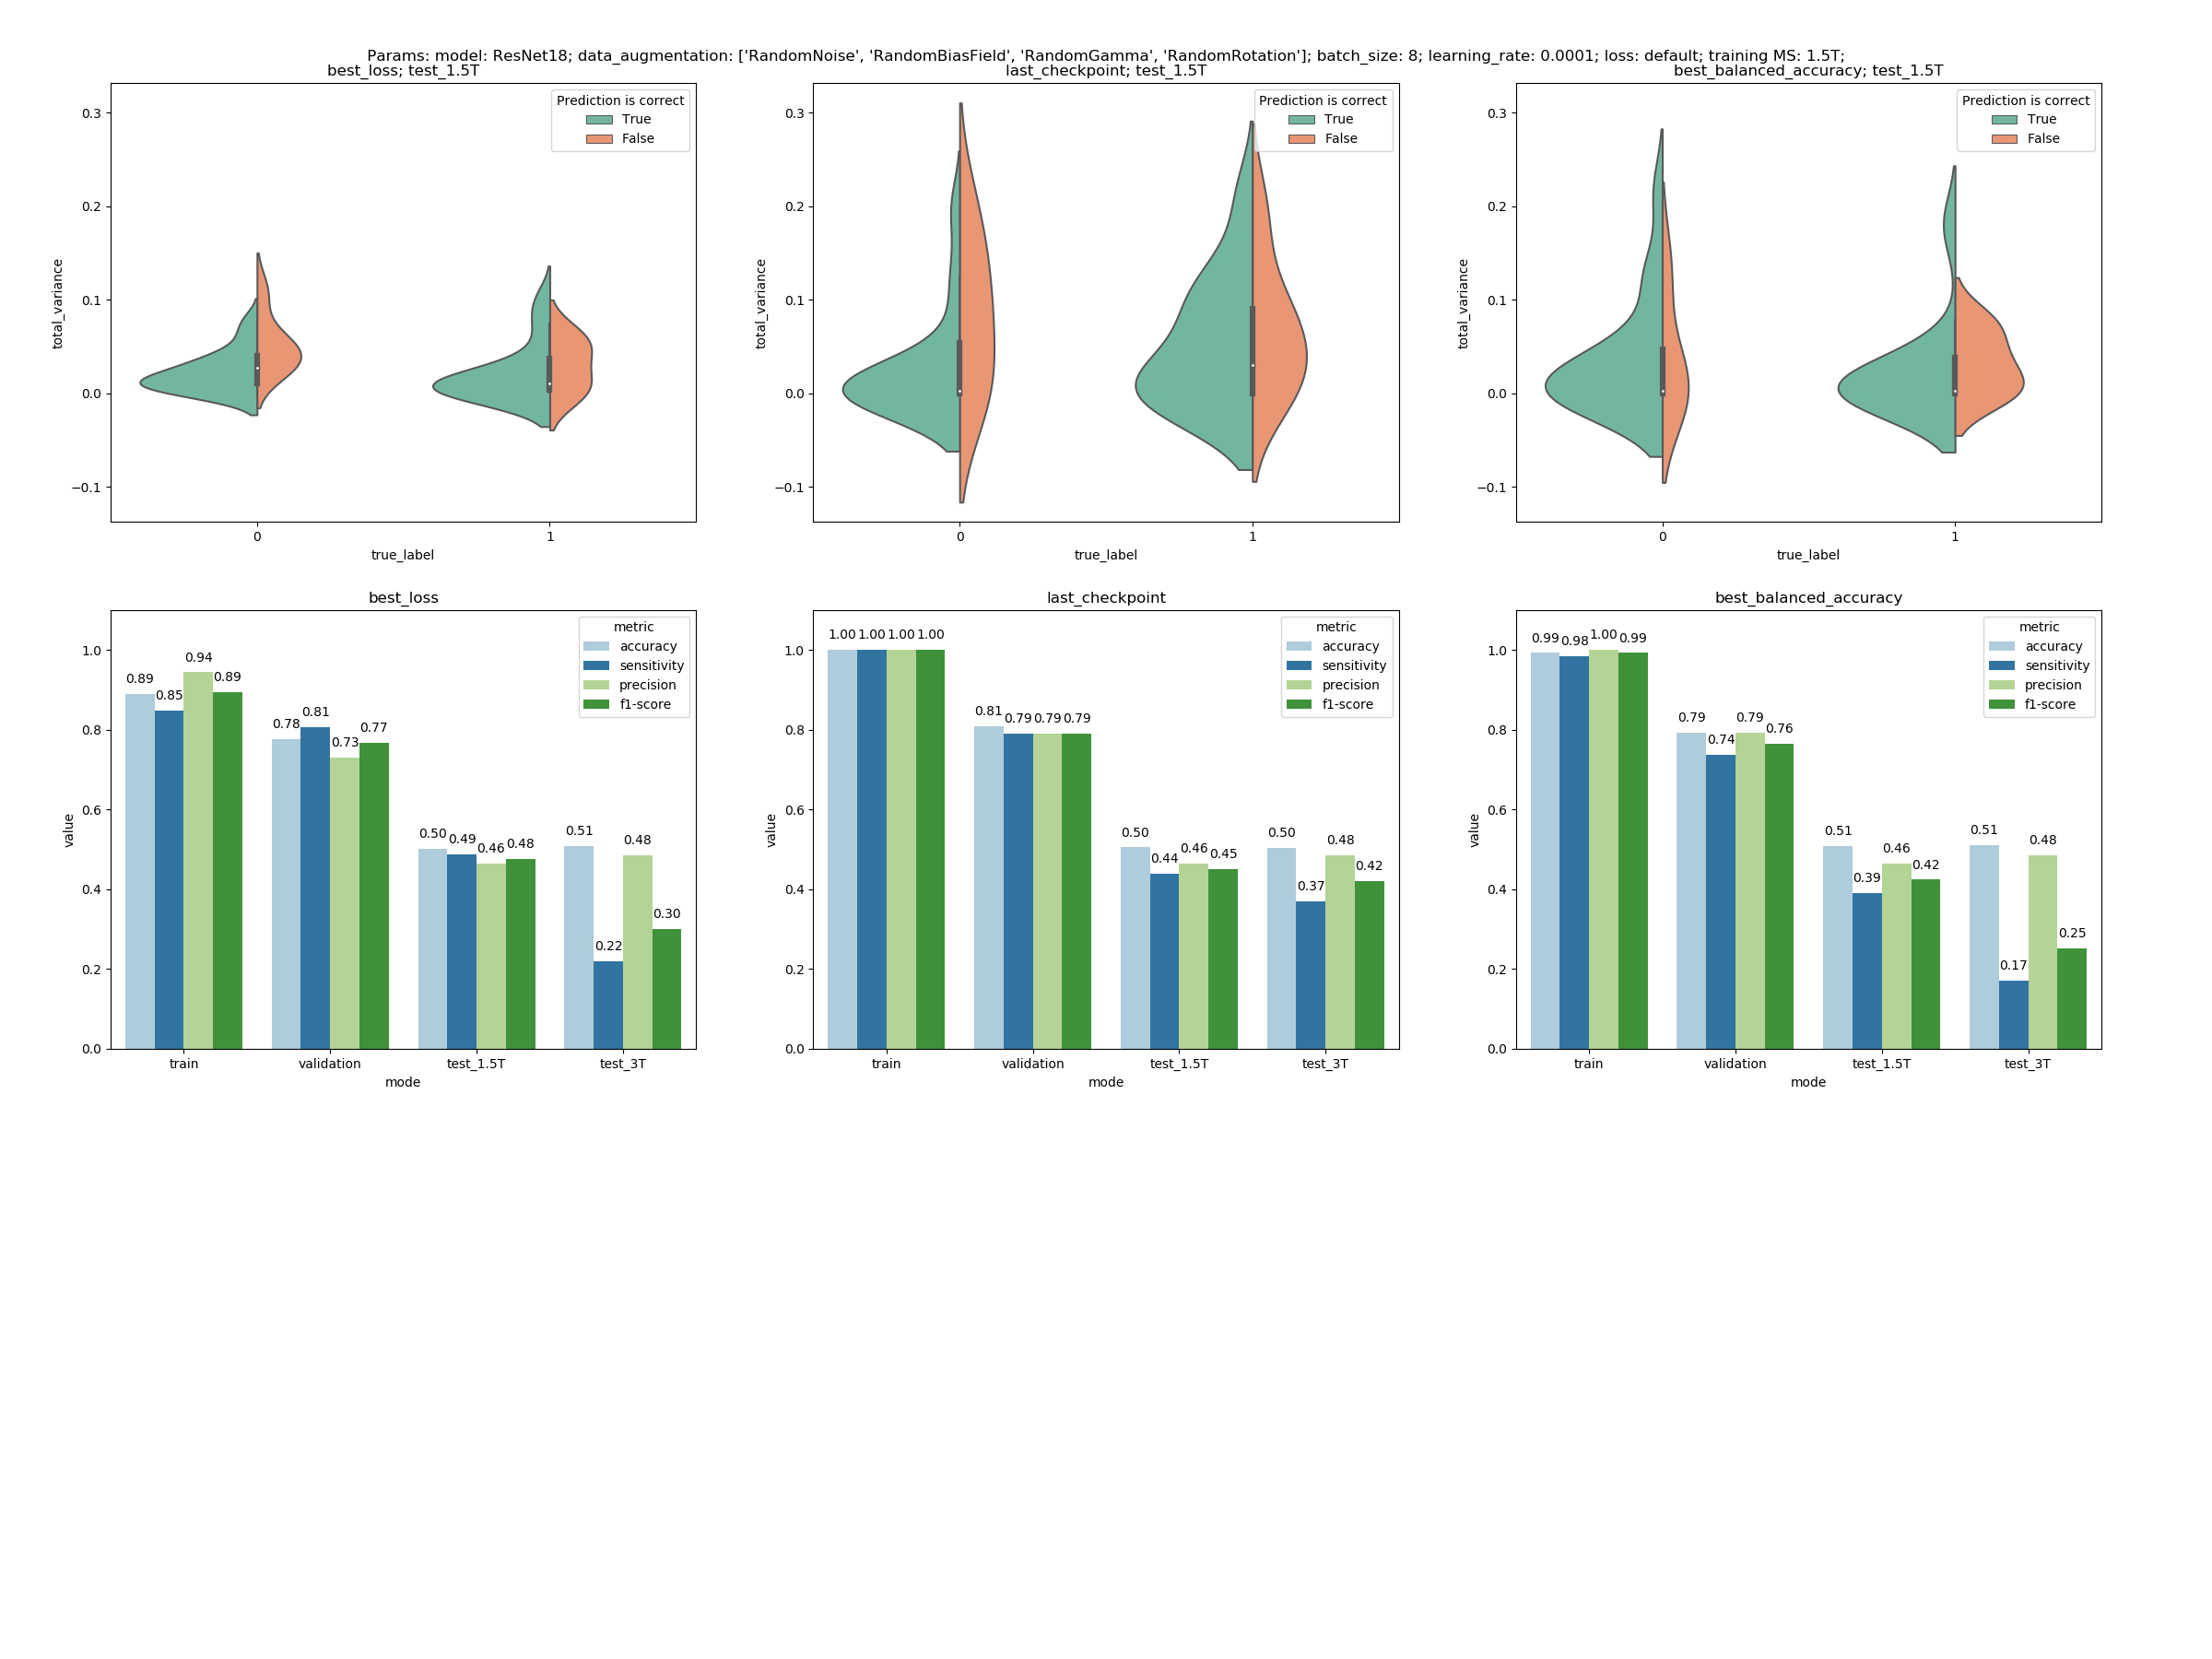 Params: model: ResNet18; data_augmentation: ['RandomNoise', 'RandomBiasField', 'RandomGamma', 'RandomRotation']; batch_size: 8; learning_rate: 0.0001; loss: default; training MS: 1.5T;
best_loss; test_1.5T
Prediction is correct
True
False
total_variance
0.3
0.2
0.1
0.0
−0.1
0
1
true_label
last_checkpoint; test_1.5T
Prediction is correct
True
False
total_variance
0.3
0.2
0.1
0.0
−0.1
0
1
true_label
best_balanced_accuracy; test_1.5T
Prediction is correct
True
False
total_variance
0.3
0.2
0.1
0.0
−0.1
0
1
true_label
best_loss
metric
accuracy
sensitivity
precision
f1-score
value
1.0
0.8
0.6
0.4
0.2
0.0
0.89
0.85
0.94
0.89
0.78
0.81
0.73
0.77
0.50
0.49
0.46
0.48
0.51
0.22
0.48
0.30
train
validation
test_1.5T
test_3T
mode
last_checkpoint
metric
accuracy
sensitivity
precision
f1-score
value
1.0
0.8
0.6
0.4
0.2
0.0
1.00
1.00
1.00
1.00
0.81
0.79
0.79
0.79
0.50
0.44
0.46
0.45
0.50
0.37
0.48
0.42
train
validation
test_1.5T
test_3T
mode
best_balanced_accuracy
metric
accuracy
sensitivity
precision
f1-score
value
1.0
0.8
0.6
0.4
0.2
0.0
0.99
0.98
1.00
0.99
0.79
0.74
0.79
0.76
0.51
0.39
0.46
0.42
0.51
0.17
0.48
0.25
train
validation
test_1.5T
test_3T
mode